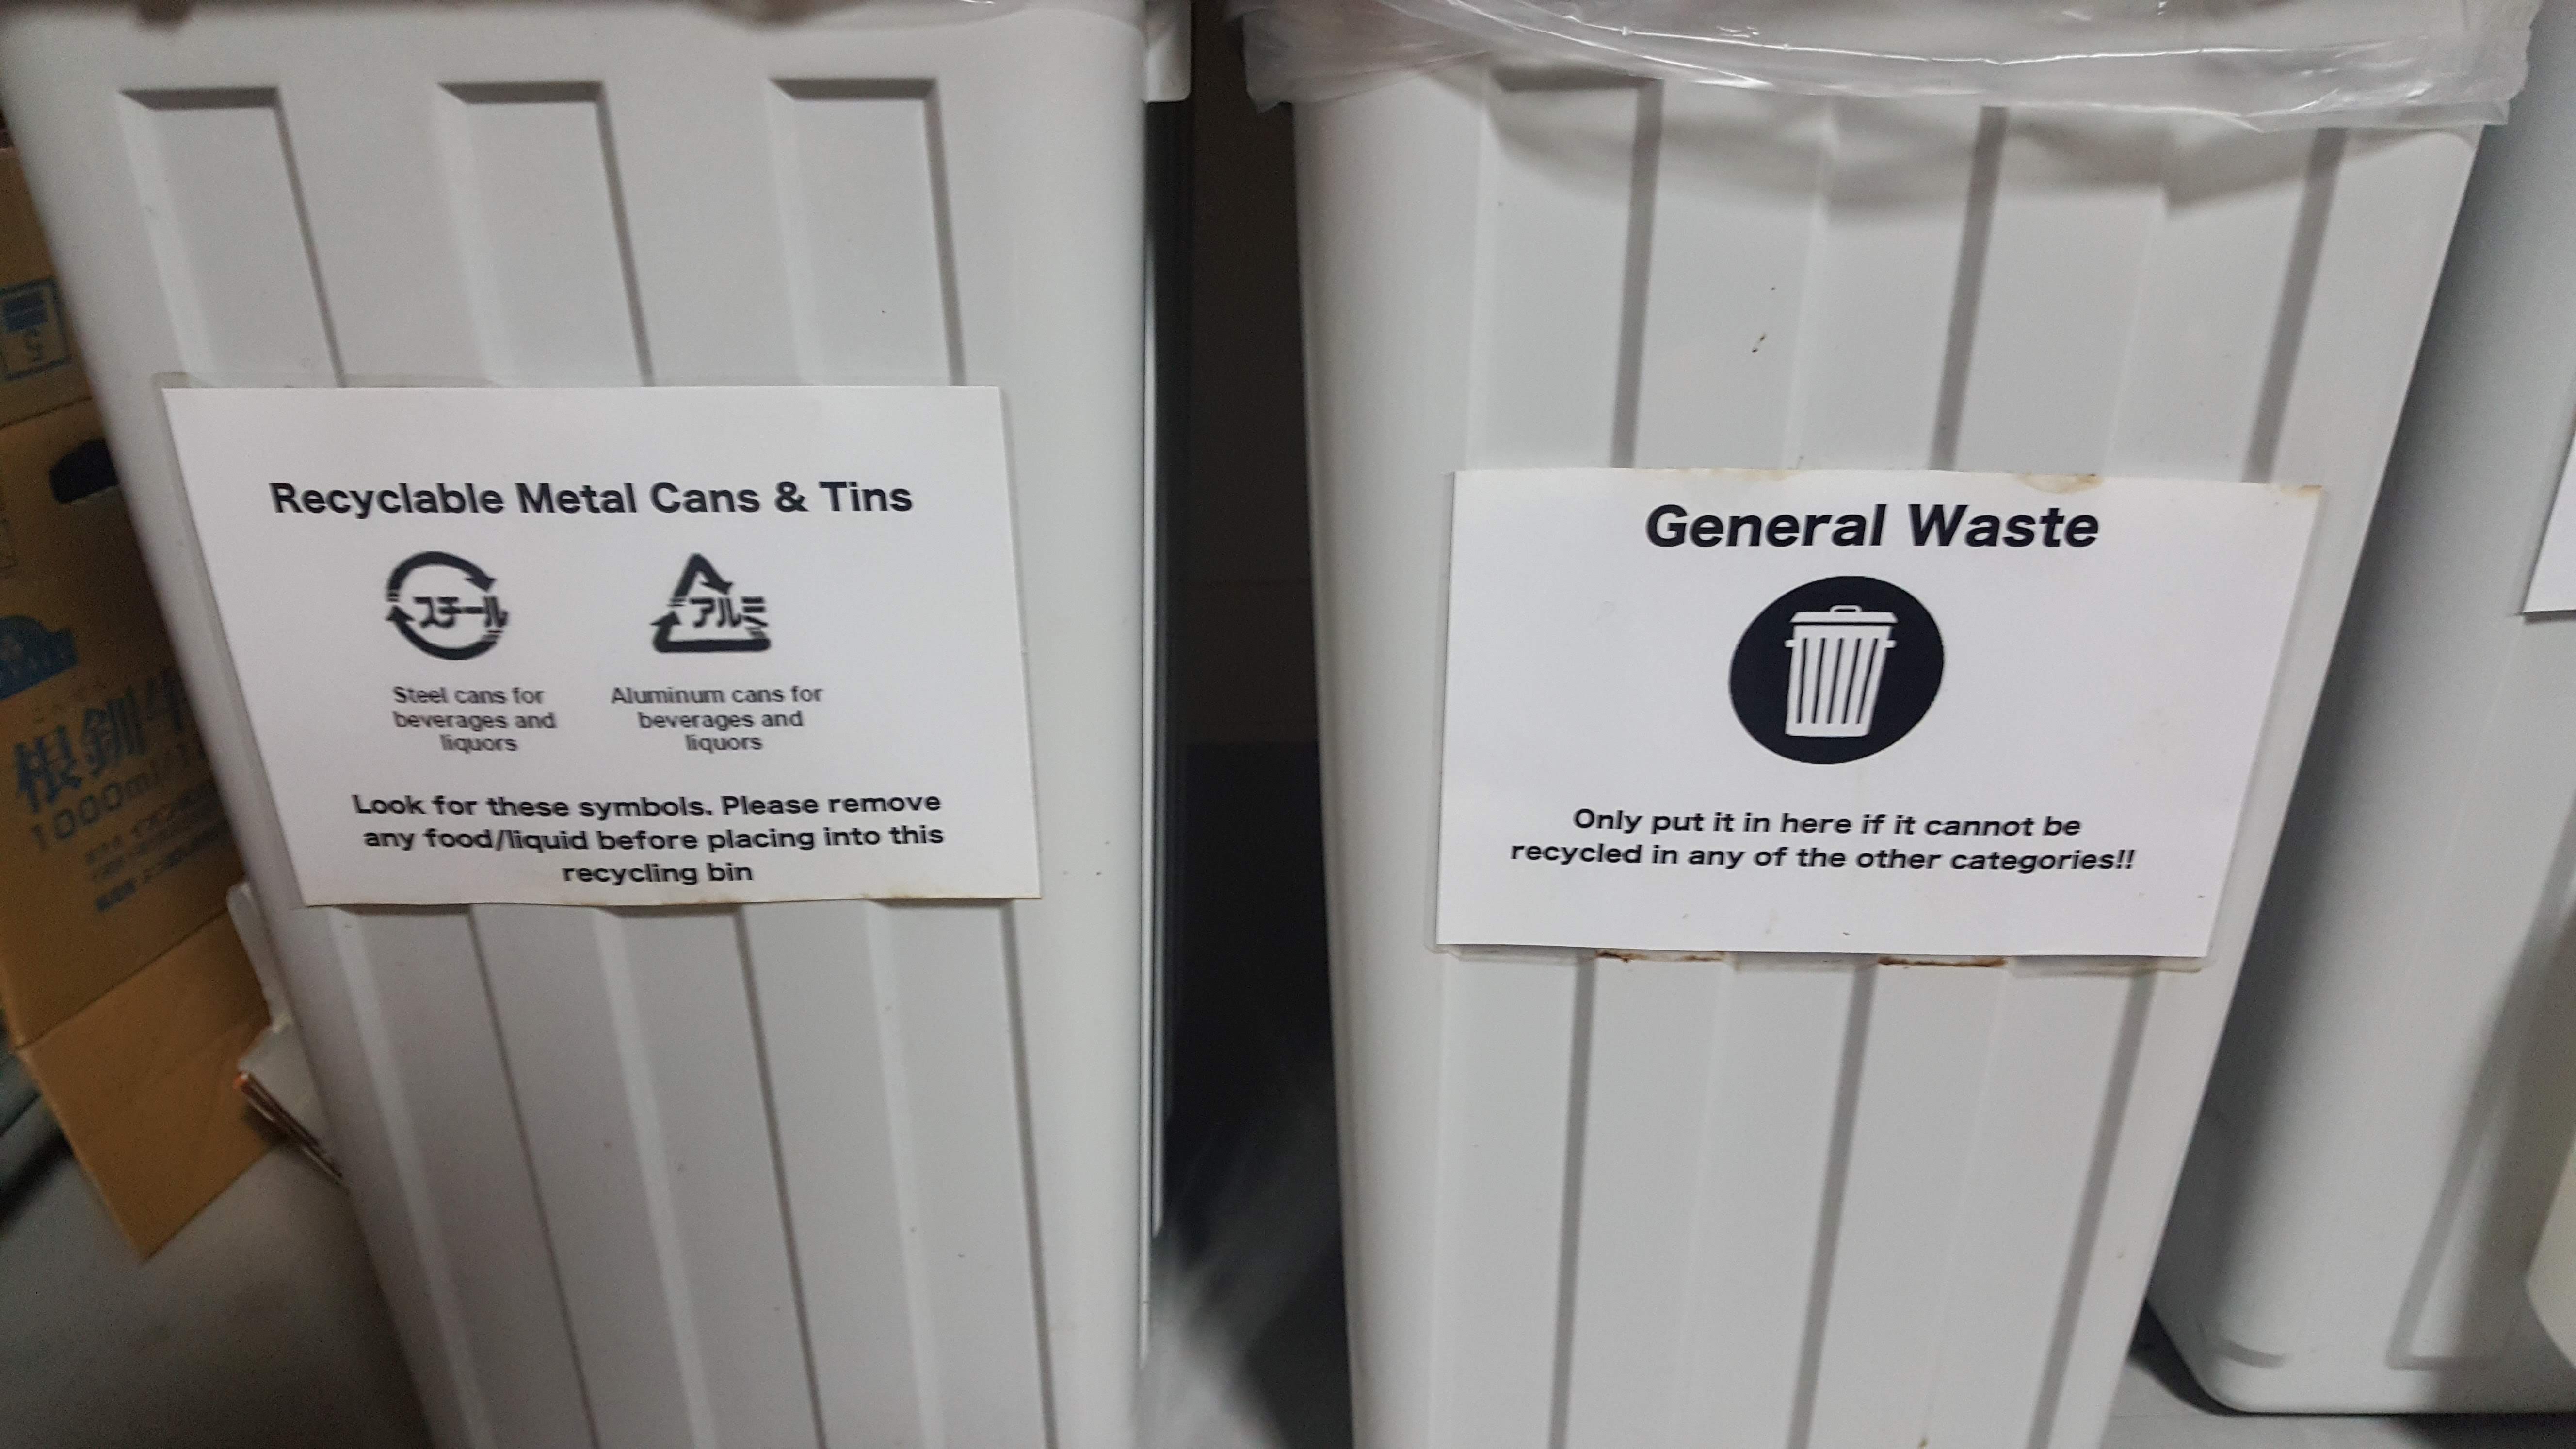 Recyclable Metal Cans & Tins
スチール
アルミ
Steel cans for
beverages and
liquors
Aluminum cans for
beverages and
liquors
Look for these symbols. Please remove
any food/liquid before placing into this
recycling bin
General Waste
Only put it in here if it cannot be
recycled in any of the other categories!!
1000ml